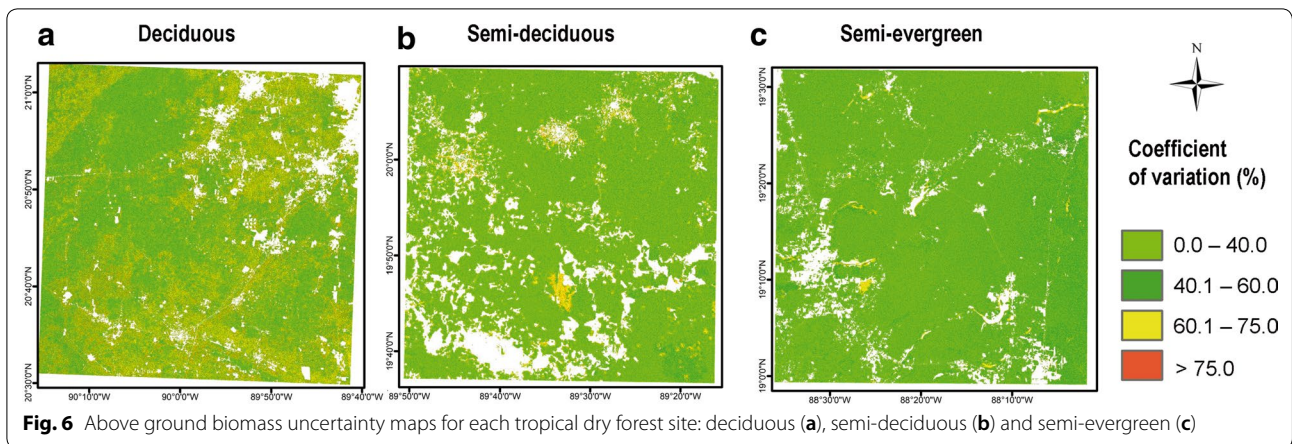 a Deciduous
b Semi-deciduous
c Semi-evergreen
21°0'0"N
20°50'0"N
20°40'0"N
20°30'0"N
90°10'0"W 90°0'0"W 89°50'0"W 89°40'0"W
20°0'0"N
19°50'0"N
19°40'0"N
89°50'0"W 89°40'0"W 89°30'0"W 89°20'0"W
19°30'0"N
19°20'0"N
19°10'0"N
19°0'0"N
88°30'0"W 88°20'0"W 88°10'0"W
N
Coefficient
of variation (%)
0.0 – 40.0
40.1 – 60.0
60.1 – 75.0
> 75.0
Fig. 6 Above ground biomass uncertainty maps for each tropical dry forest site: deciduous (a), semi-deciduous (b) and semi-evergreen (c)